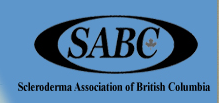 SABC
Scleroderma Association of British Columbia